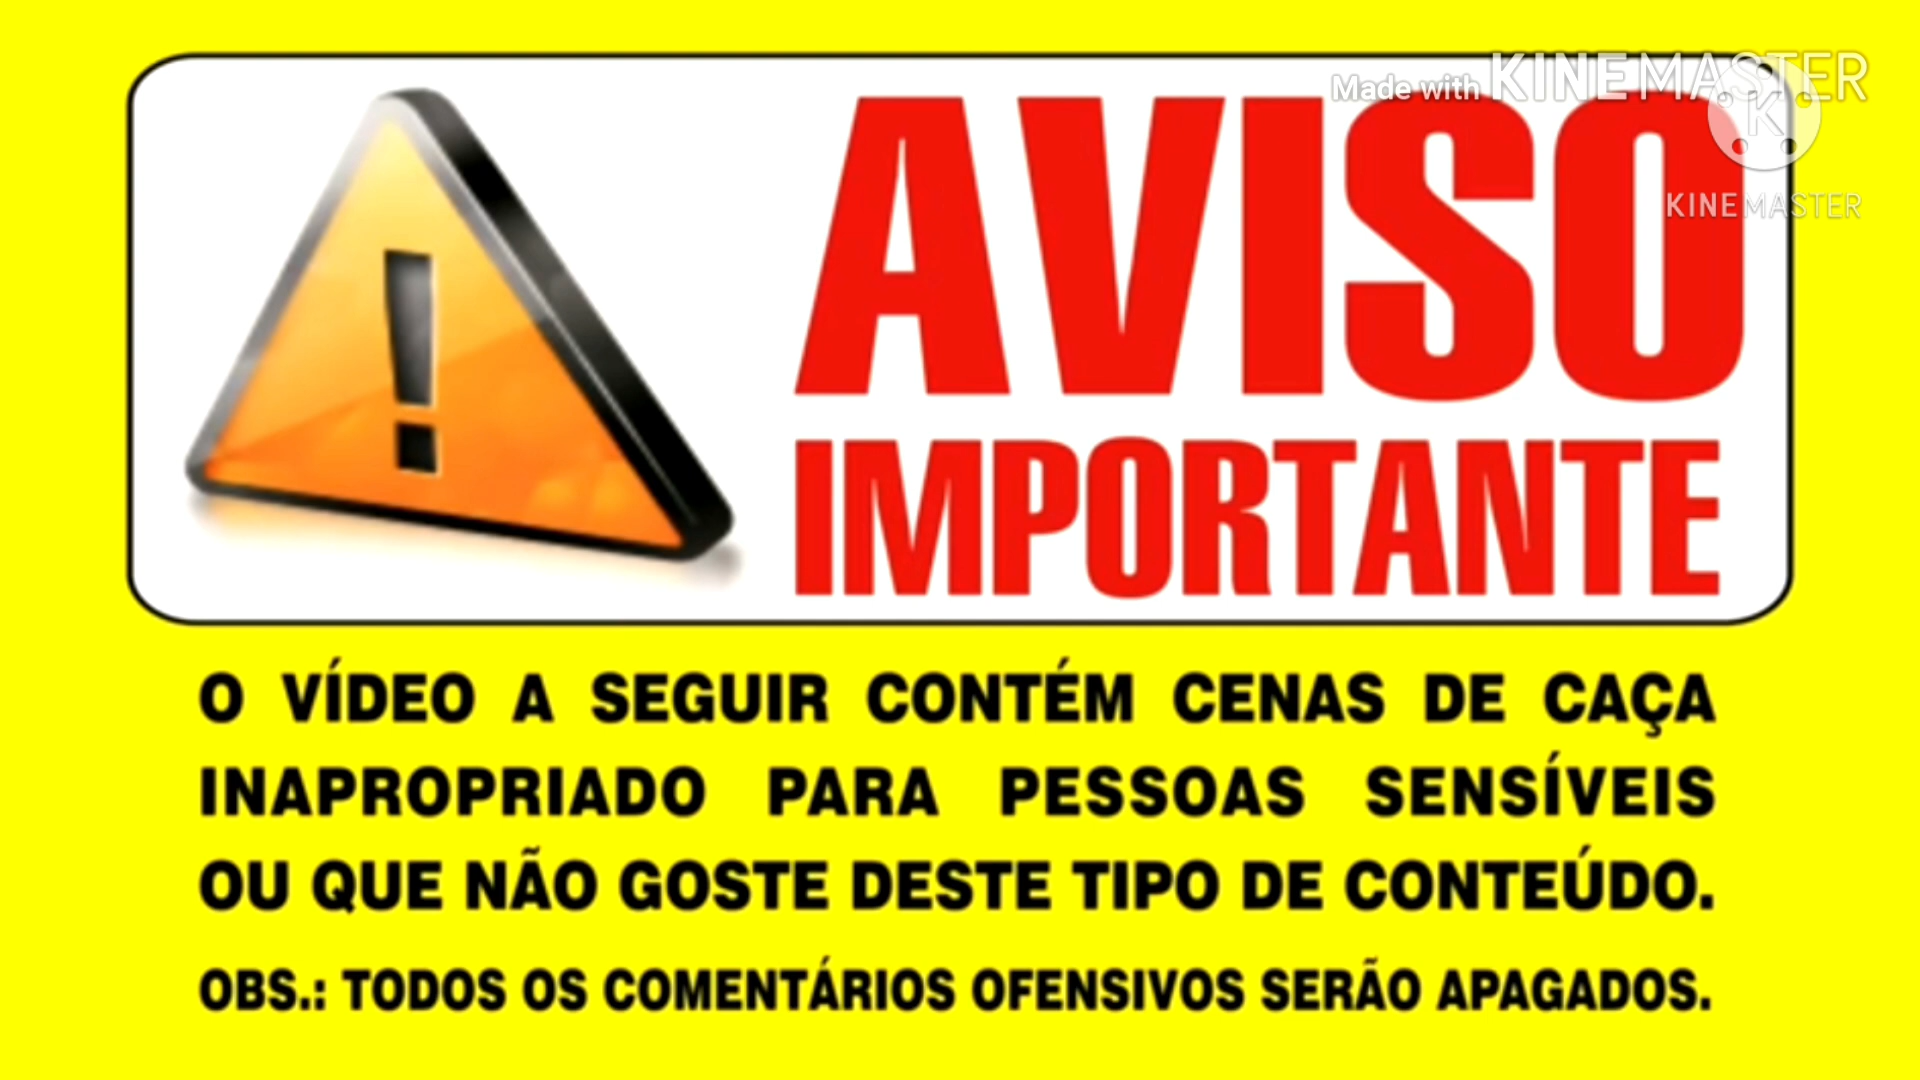 Made with KINEMASTER
K
KINEMASTER
AVISO
IMPORTANTE
O VÍDEO A SEGUIR CONTÉM CENAS DE CAÇA
INAPROPRIADO PARA PESSOAS SENSÍVEIS
OU QUE NÃO GOSTE DESTE TIPO DE CONTEÚDO.
OBS.: TODOS OS COMENTÁRIOS OFENSIVOS SERÃO APAGADOS.